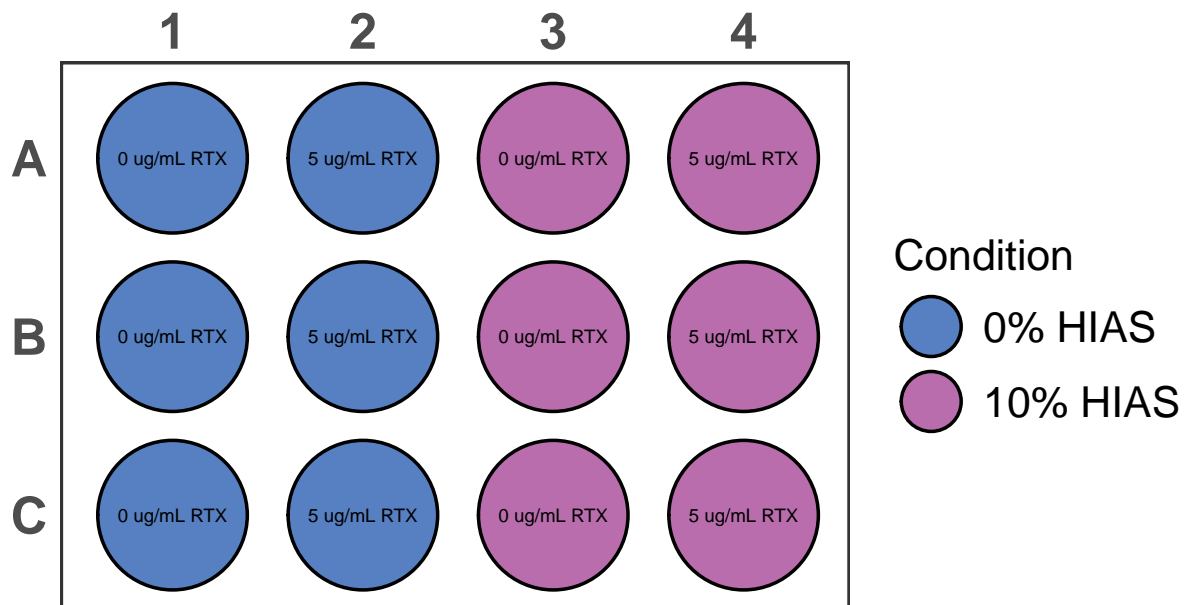 1 2 3 4
A
0 ug/mL RTX 5 ug/mL RTX 0 ug/mL RTX 5 ug/mL RTX
B
0 ug/mL RTX 5 ug/mL RTX 0 ug/mL RTX 5 ug/mL RTX
C
0 ug/mL RTX 5 ug/mL RTX 0 ug/mL RTX 5 ug/mL RTX
Condition
0% HIAS
10% HIAS